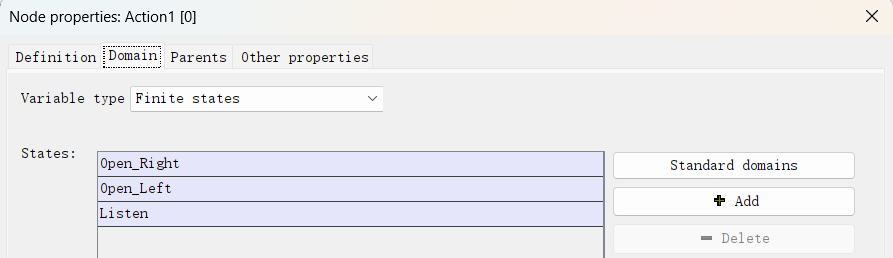 Node properties: Action1 [0]
Definition Domain Parents Other properties
Variable type Finite states
States:
Open_Right
Open_Left
Listen
Standard domains
Add
Delete